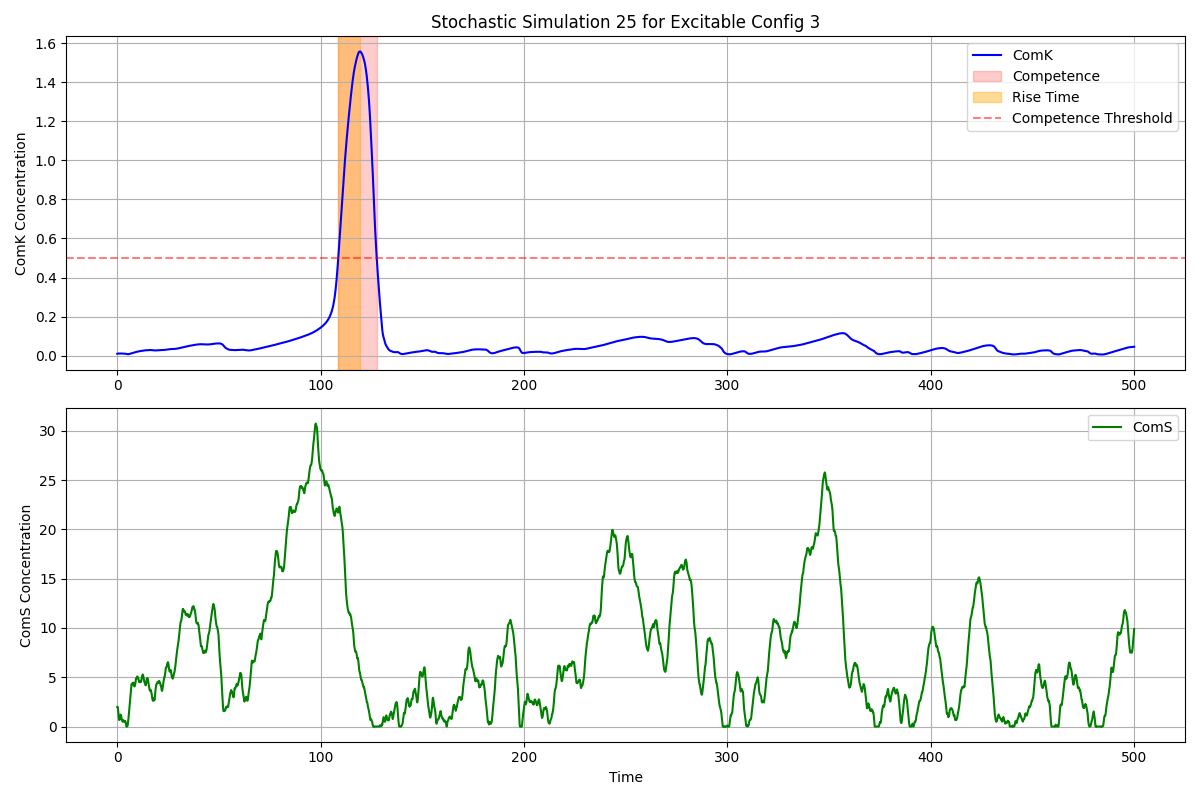 Stochastic Simulation 25 for Excitable Config 3
ComK Concentration
1.6
1.4
1.2
1.0
0.8
0.6
0.4
0.2
0.0
ComK
Competence
Rise Time
Competence Threshold
0 100 200 300 400 500
ComS Concentration
30
25
20
15
10
5
0
ComS
0 100 200 300 400 500
Time